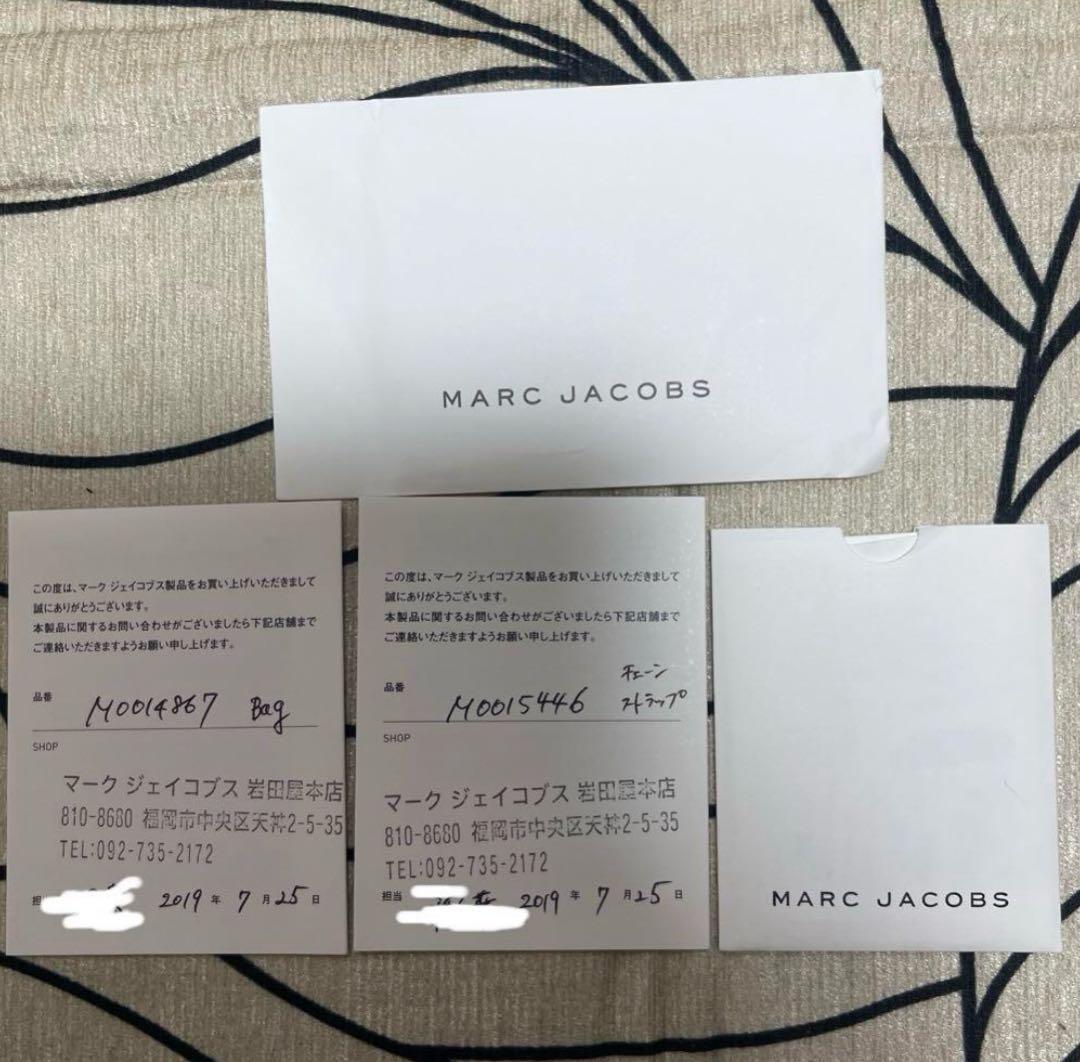 MARC JACOBS
この度は、マーク ジェイコブス製品をお買い上げいただきまして
誠にありがとうございます。
本製品に関するお問い合わせがございましたら下記店舗まで
ご連絡いただきますようお願い申し上げます。
品番
M0014867 Bag
SHOP
マーク ジェイコブス 岩田屋本店
810-8680 福岡市中央区天神2-5-35
TEL:092-735-2172
2019年 7月25日
この度は、マーク ジェイコブス製品をお買い上げいただきまして
誠にありがとうございます。
本製品に関するお問い合わせがございましたら下記店舗まで
ご連絡いただきますようお願い申し上げます。
チェーン
品番
M0015446 ストラップ
SHOP
マーク ジェイコブス 岩田屋本店
810-8680 福岡市中央区天神2-5-35
TEL:092-735-2172
担当 2019年 7月25日
MARC JACOBS